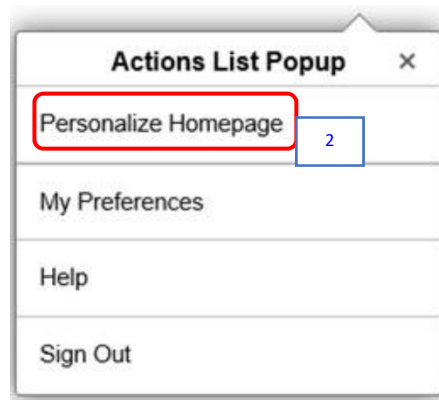 Actions List Popup ×
Personalize Homepage
2
My Preferences
Help
Sign Out